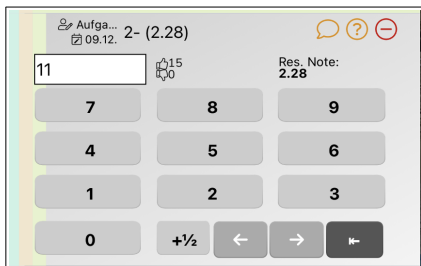 Aufga... 2- (2.28)
09.12.
11
15
0
Res. Note:
2.28
7 8 9
4 5 6
1 2 3
0 +½ ← → ⇤